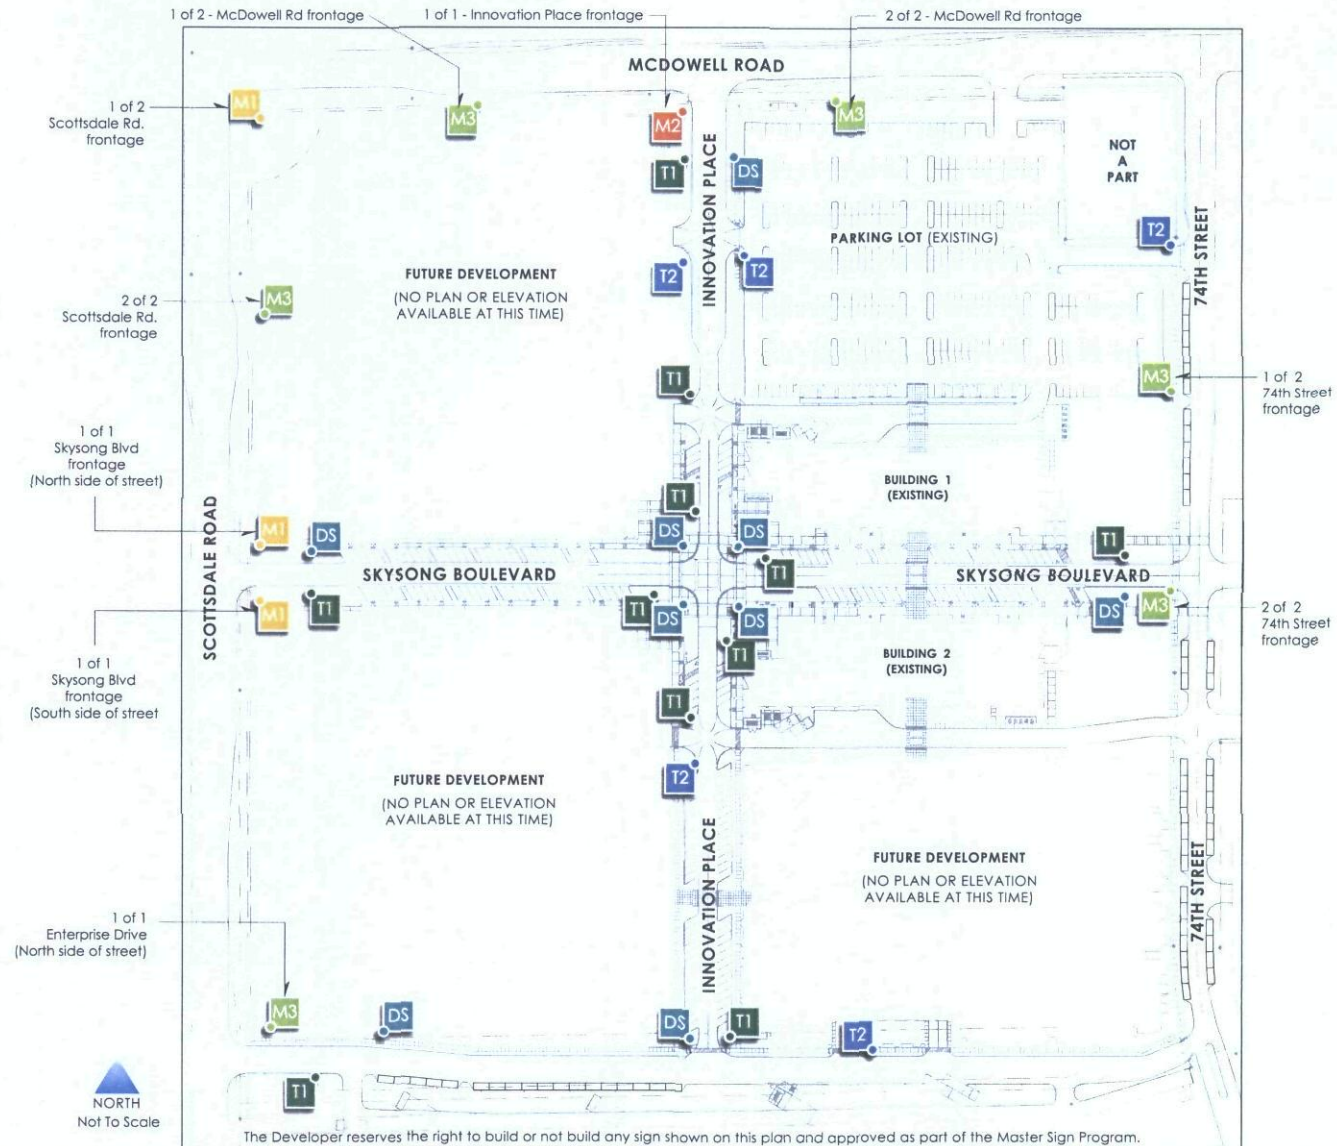 1 of 2 - McDowell Rd frontage
1 of 1 - Innovation Place frontage
2 of 2 - McDowell Rd frontage
MCDOWELL ROAD
1 of 2
Scottsdale Rd.
frontage
M1
M3
M2
M3
T1
DS
INNOVATION PLACE
NOT
A
PART
T2
74TH STREET
PARKING LOT (EXISTING)
T2
T2
FUTURE DEVELOPMENT
(NO PLAN OR ELEVATION
AVAILABLE AT THIS TIME)
2 of 2
Scottsdale Rd.
frontage
M3
T1
M3
1 of 2
74th Street
frontage
1 of 1
Skysong Blvd
frontage
(North side of street)
T1
BUILDING 1
(EXISTING)
SCOTTSDALE ROAD
M1
DS
DS
DS
T1
SKYSONG BOULEVARD
T1
SKYSONG BOULEVARD
M1
T1
T1
DS
DS
DS
M3
2 of 2
74th Street
frontage
1 of 1
Skysong Blvd
frontage
(South side of street
T1
BUILDING 2
(EXISTING)
T1
T2
FUTURE DEVELOPMENT
(NO PLAN OR ELEVATION
AVAILABLE AT THIS TIME)
INNOVATION PLACE
FUTURE DEVELOPMENT
(NO PLAN OR ELEVATION
AVAILABLE AT THIS TIME)
74TH STREET
1 of 1
Enterprise Drive
(North side of street)
M3
DS
DS
T1
T2
T1
NORTH
Not To Scale
The Developer reserves the right to build or not build any sign shown on this plan and approved as part of the Master Sign Program.